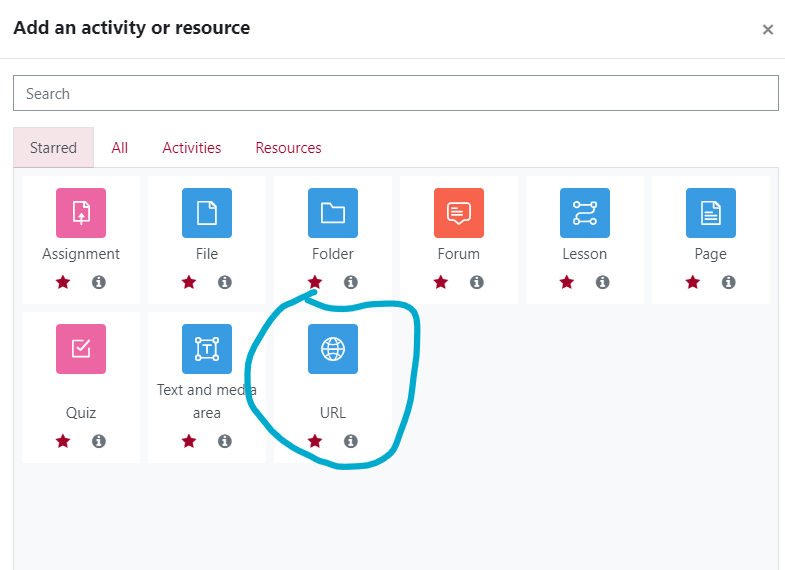 Add an activity or resource
Search
Starred All Activities Resources
Assignment File Folder Forum Lesson Page
Quiz Text and media area URL